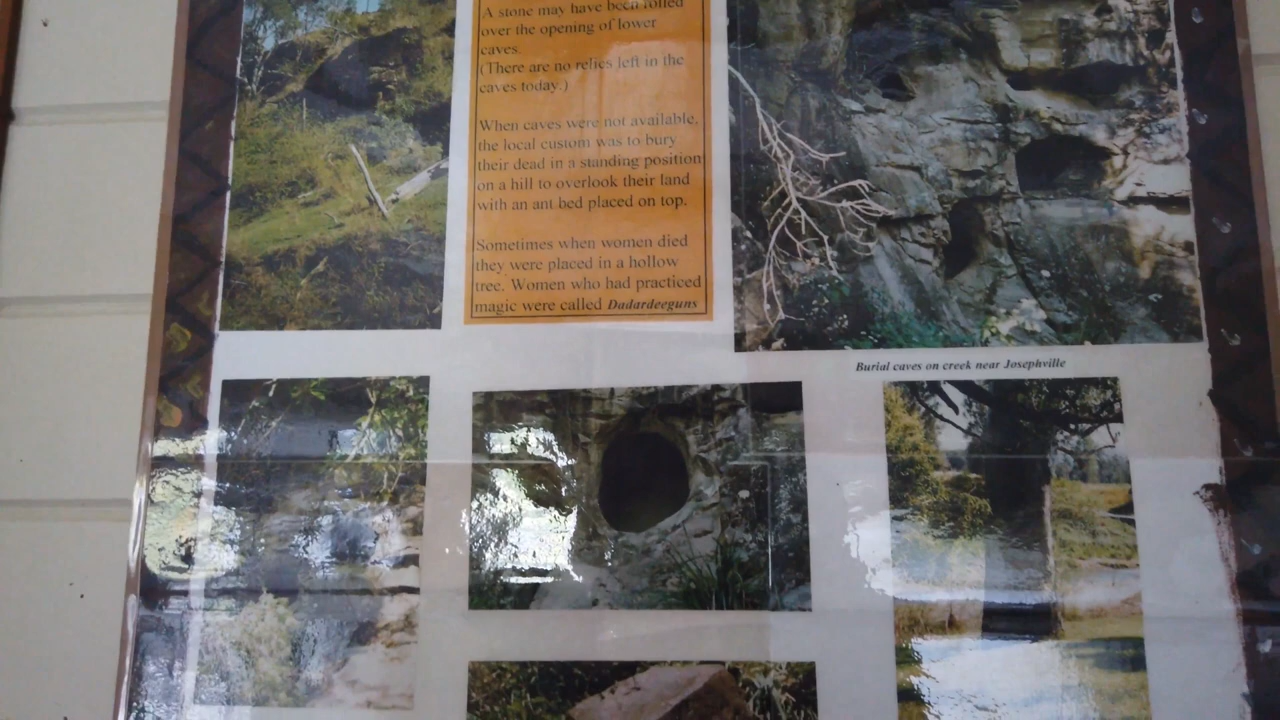 A stone may have been rolled
over the opening of lower
caves.
(There are no relics left in the
caves today.)
When caves were not available,
the local custom was to bury
their dead in a standing position
on a hill to overlook their land
with an ant bed placed on top.
Sometimes when women died
they were placed in a hollow
tree. Women who had practiced
magic were called Dadardeeguns
Burial caves on creek near Josephville